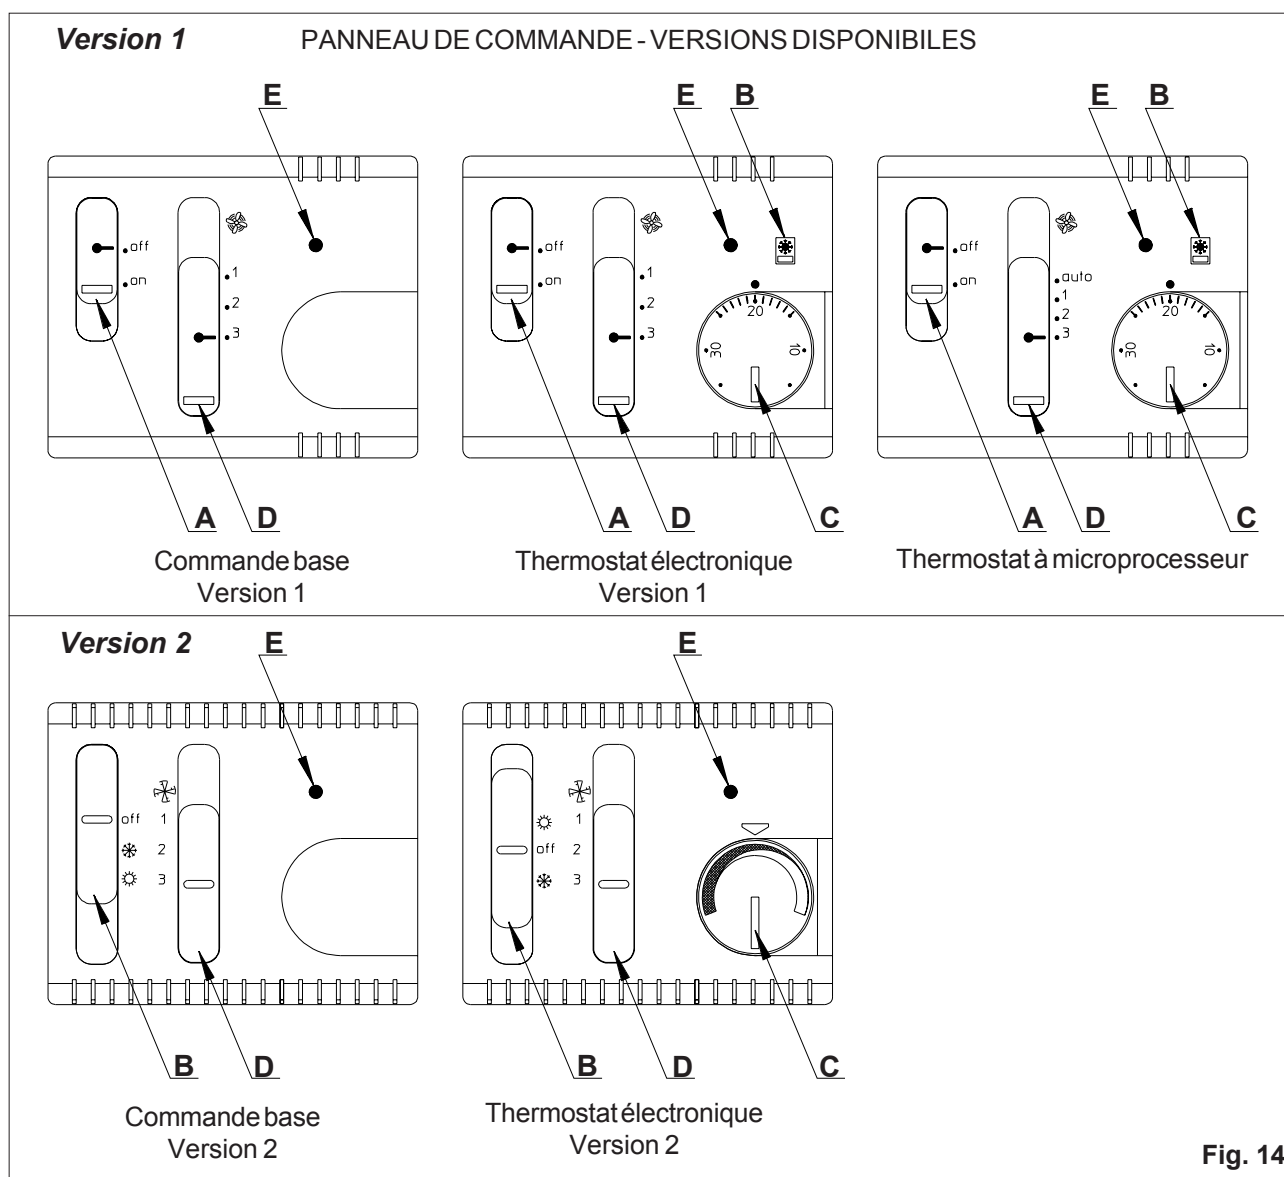 Version 1 PANNEAU DE COMMANDE - VERSIONS DISPONIBILES
E E B E B
off off off
on on on
1 1 auto
2 2 1
3 3 2
3
20 20
30 10 30 10
A D A D C A D C
Commande base Thermostat électronique Thermostat à microprocesseur
Version 1 Version 1
Version 2 E E
off 1 1
2 off 2
3 3
B D B D C
Commande base Thermostat électronique
Version 2 Version 2
Fig. 14